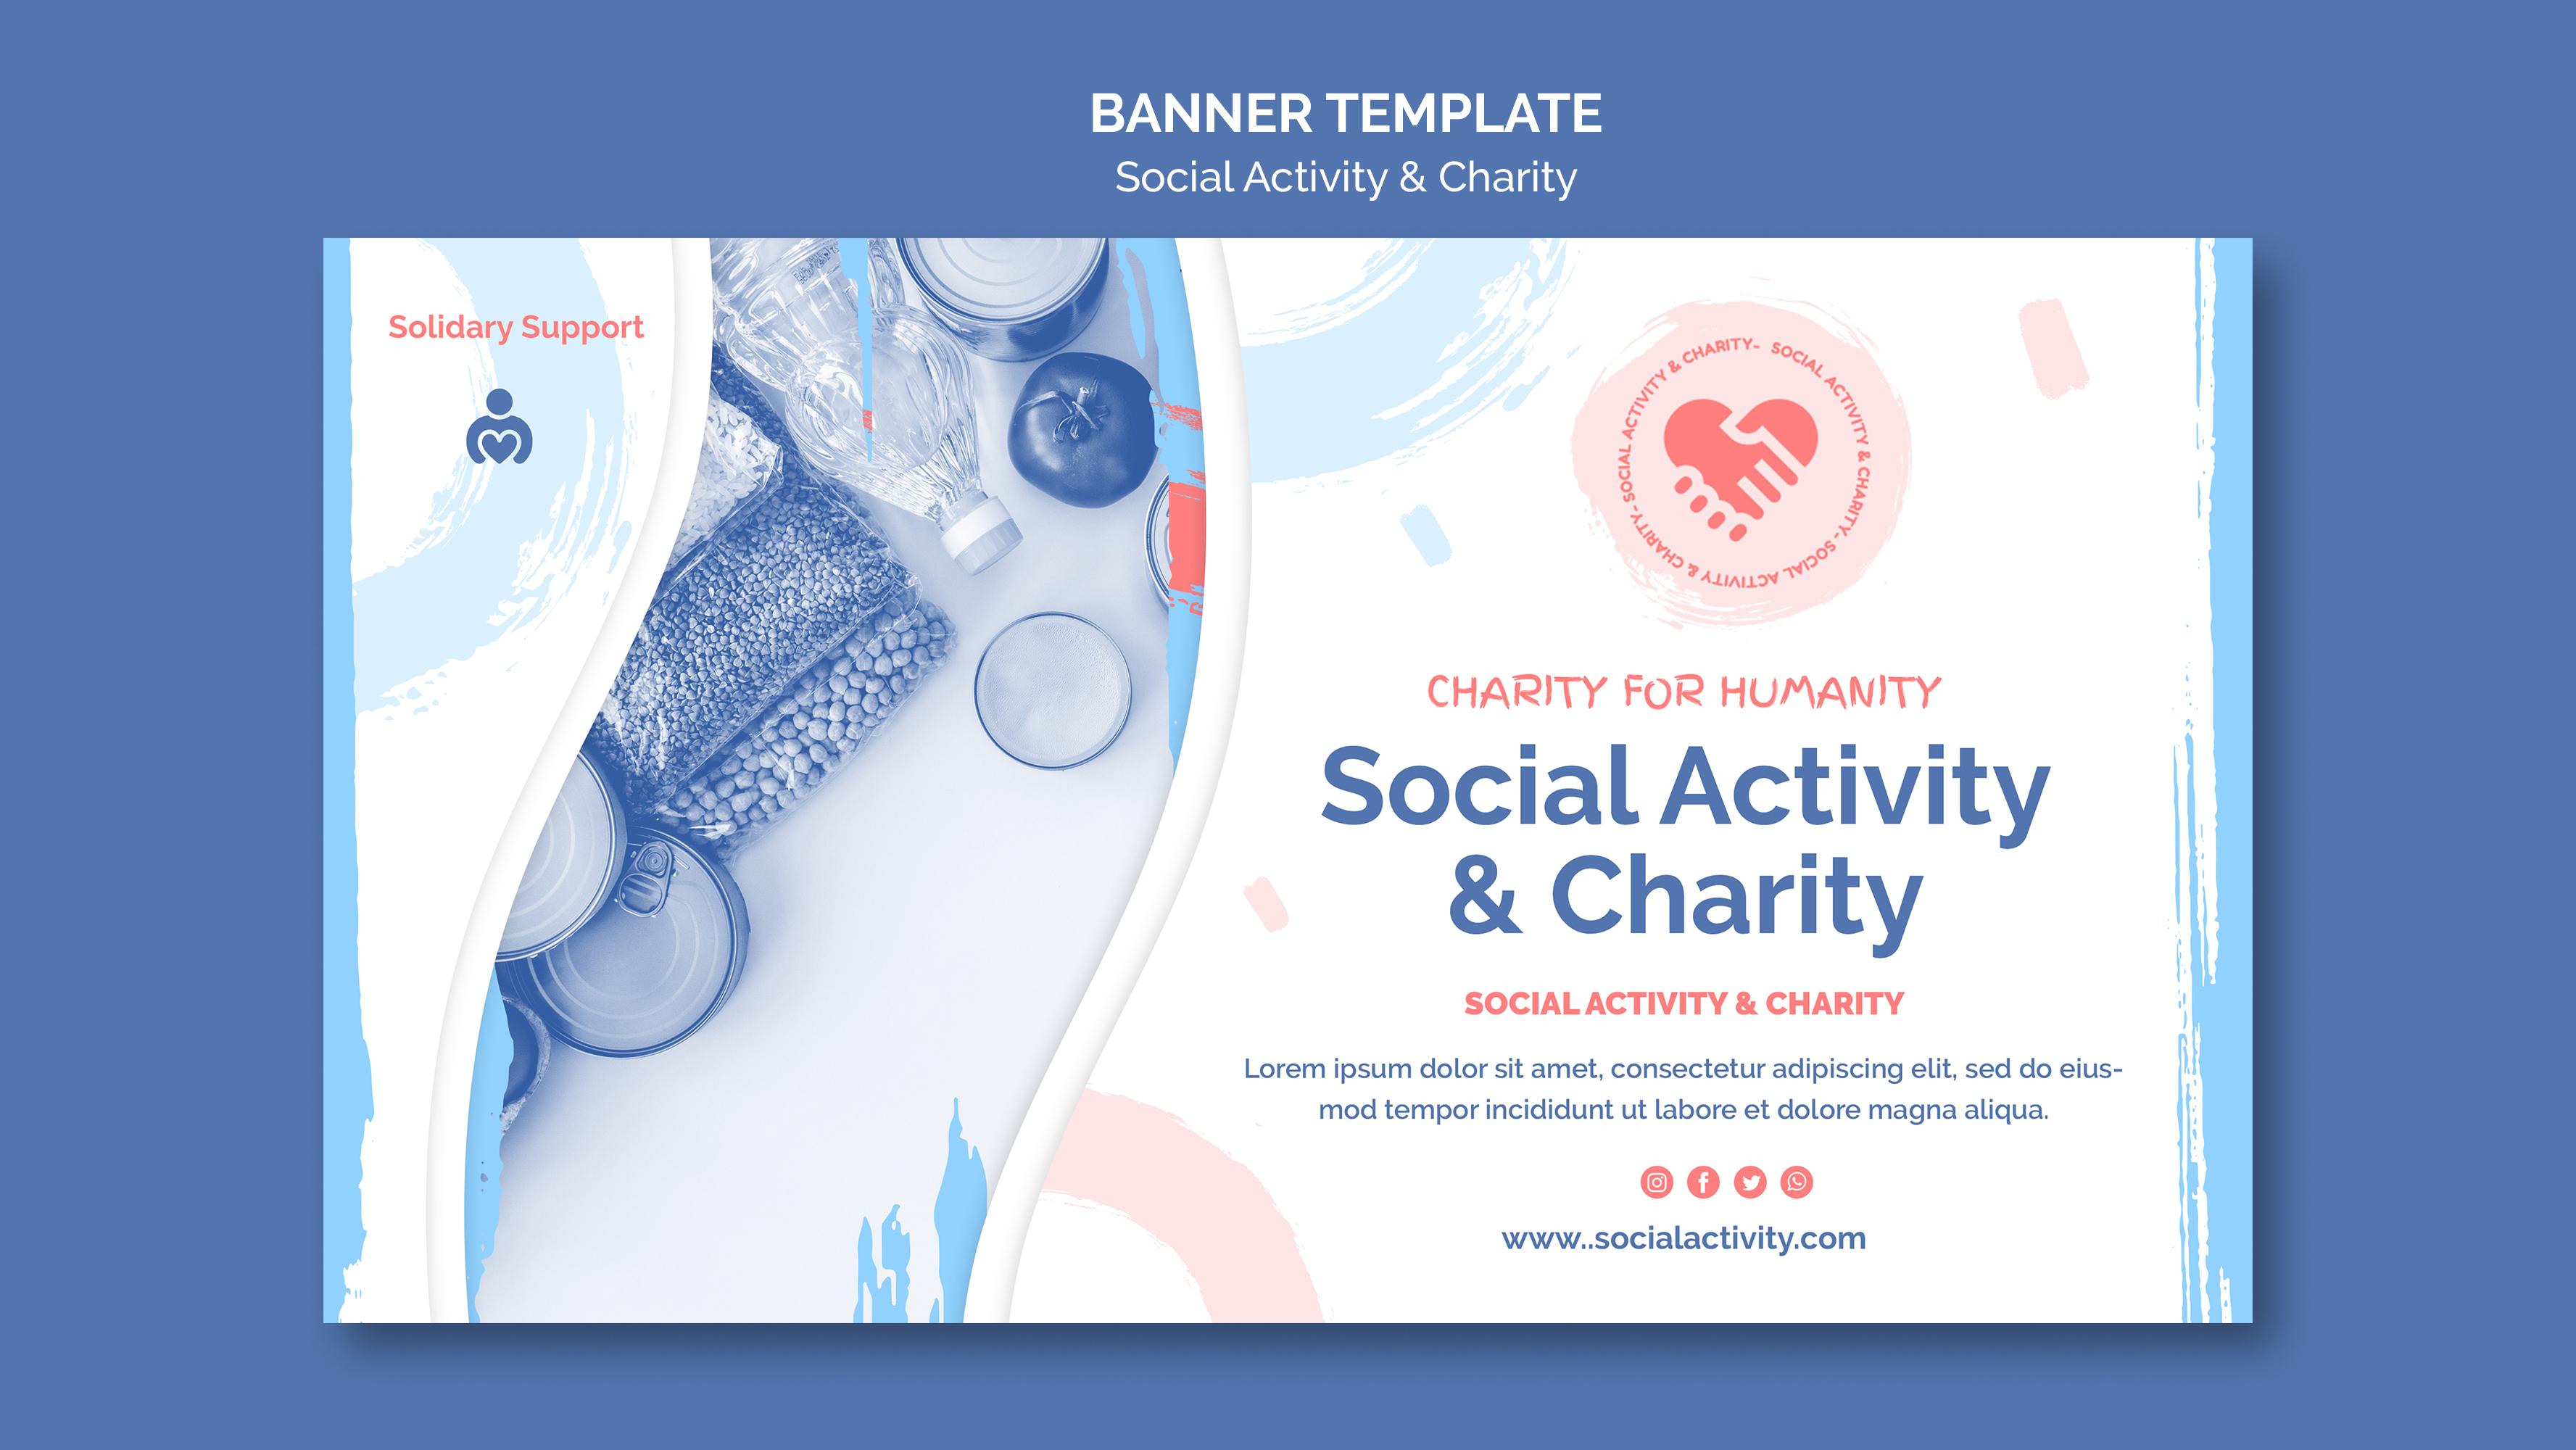 BANNER TEMPLATE
Social Activity & Charity
Solidary Support
SOCIAL ACTIVITY & CHARITY- SOCIAL ACTIVITY & CHARITY- SOCIAL ACTIVITY & CHARITY-
CHARITY FOR HUMANITY
Social Activity
& Charity
SOCIAL ACTIVITY & CHARITY
Lorem ipsum dolor sit amet, consectetur adipiscing elit, sed do eius-
mod tempor incididunt ut labore et dolore magna aliqua.
www..socialactivity.com